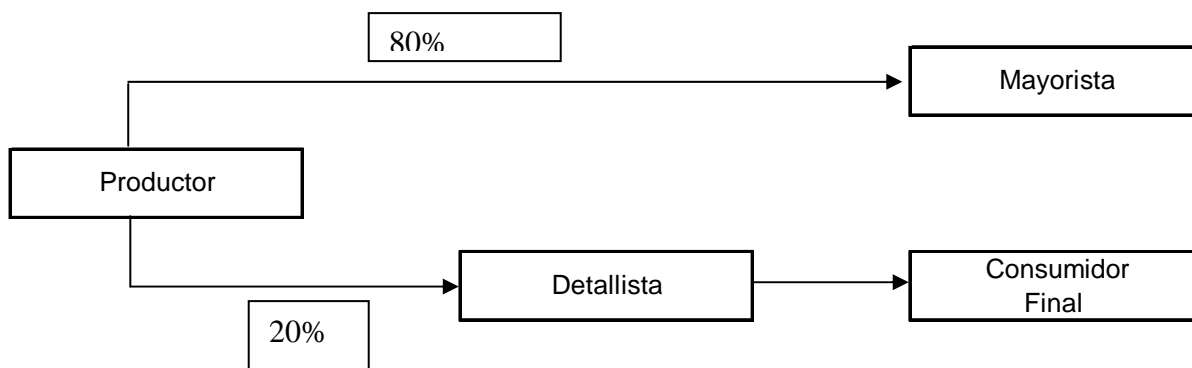 80%
Mayorista
Productor
Detallista
Consumidor
Final
20%